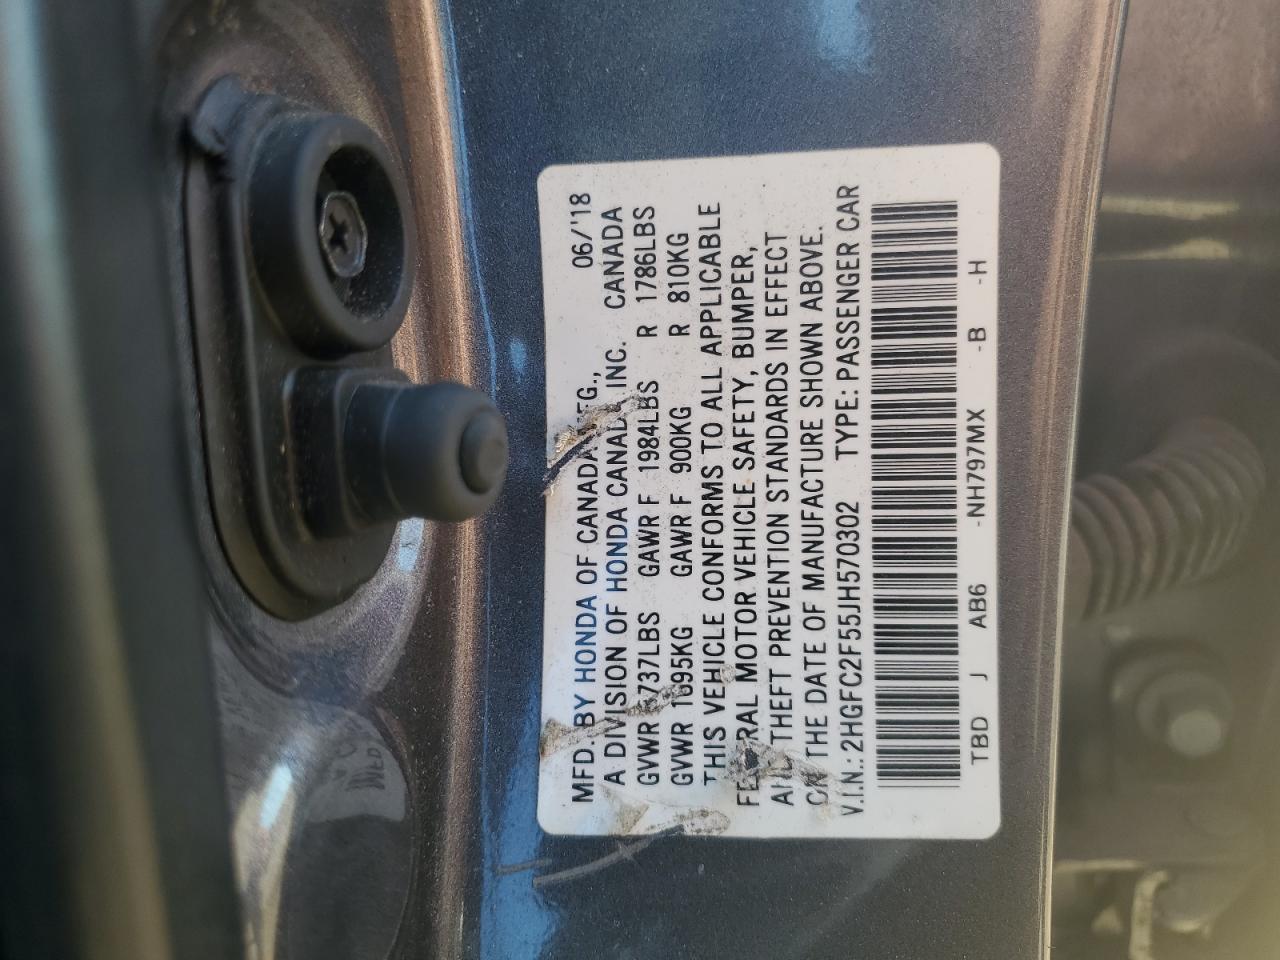 06/'18
MFD. BY HONDA OF CANADA MFG.,
A DIVISION OF HONDA CANADA INC. CANADA
GVWR 3737LBS GAWR F 1984LBS R 1786LBS
GVWR 1695KG GAWR F 900KG R 810KG
THIS VEHICLE CONFORMS TO ALL APPLICABLE
FEDERAL MOTOR VEHICLE SAFETY, BUMPER,
AND THEFT PREVENTION STANDARDS IN EFFECT
ON THE DATE OF MANUFACTURE SHOWN ABOVE.
V.I.N.: 2HGFC2F55JH570302 TYPE: PASSENGER CAR
TBD J AB6 -NH797MX -B -H